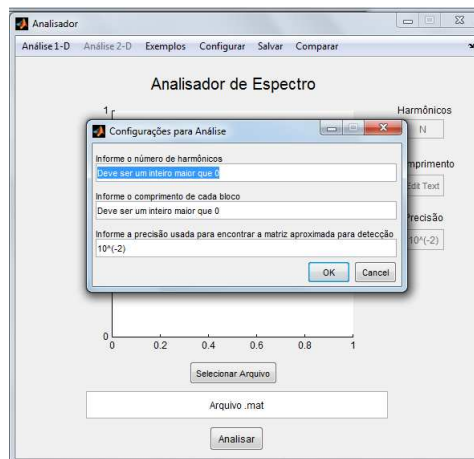 Analisador
Análise 1-D Análise 2-D Exemplos Configurar Salvar Comparar
Analisador de Espectro
Harmônicos
1
N
Configurações para Análise
Informe o número de harmônicos
Deve ser um inteiro maior que 0
mprimento
Edit Text
Informe o comprimento de cada bloco
Deve ser um inteiro maior que 0
Precisão
Informe a precisão usada para encontrar a matriz aproximada para detecção
10^(-2)
10^(-2)
OK Cancel
0
0 0.2 0.4 0.6 0.8 1
Selecionar Arquivo
Arquivo .mat
Analisar